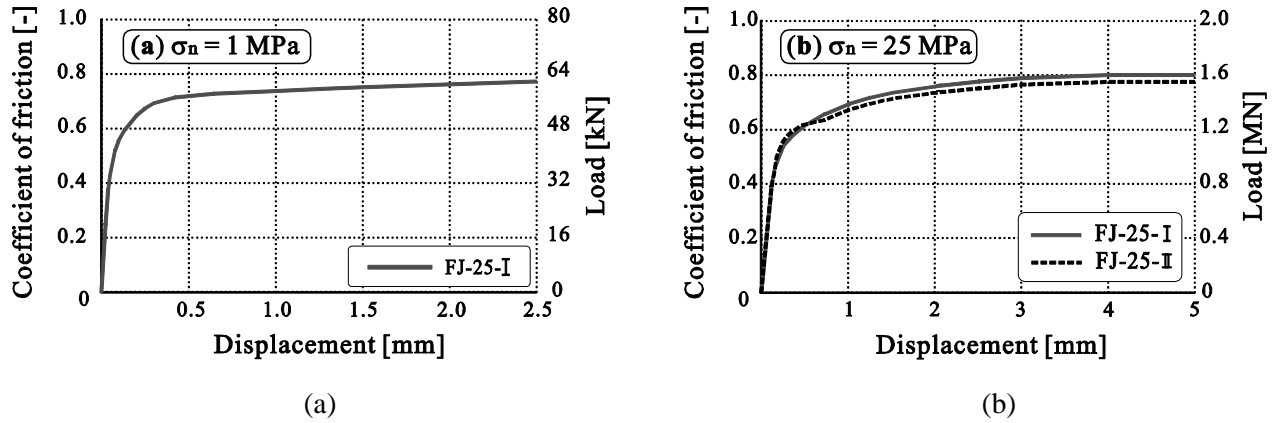 (a) σn = 1 MPa
Coefficient of friction [-]
1.0
0.8
0.6
0.4
0.2
0
80
64
48
32
16
0
Load [kN]
FJ-25-Ⅰ
0.5 1.0 1.5 2.0 2.5
Displacement [mm]
(a)
(b) σn = 25 MPa
Coefficient of friction [-]
1.0
0.8
0.6
0.4
0.2
0
2.0
1.6
1.2
0.8
0.4
0
Load [MN]
FJ-25-Ⅰ
FJ-25-Ⅱ
1 2 3 4 5
Displacement [mm]
(b)